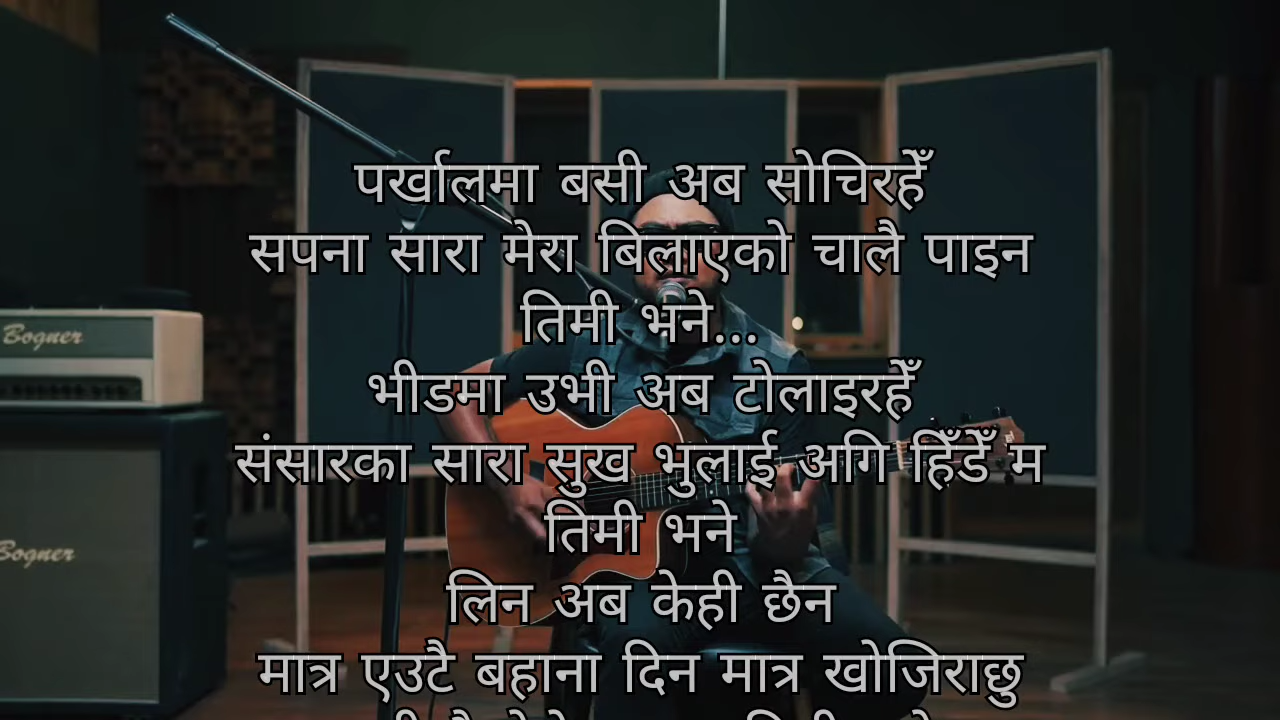 पर्खालमा बसी अब सोचिरहेँ
सपना सारा मेरा बिलाएको चालै पाइन
तिमी भने...
भीडमा उभी अब टोलाइरहेँ
संसारका सारा सुख भुलाई अगि हिँडेँ म
तिमी भने
लिन अब केही छैन
मात्र एउटै बहाना दिन मात्र खोजिराछु
Bogner
Bogner